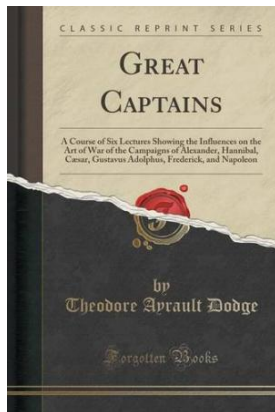 CLASSIC REPRINT SERIES
GREAT
CAPTAINS
A Course of Six Lectures Showing the Influences on the
Art of War of the Campaigns of Alexander, Hannibal,
Cæsar, Gustavus Adolphus, Frederick, and Napoleon
by
Theodore Ayrault Dodge
Forgotten Books